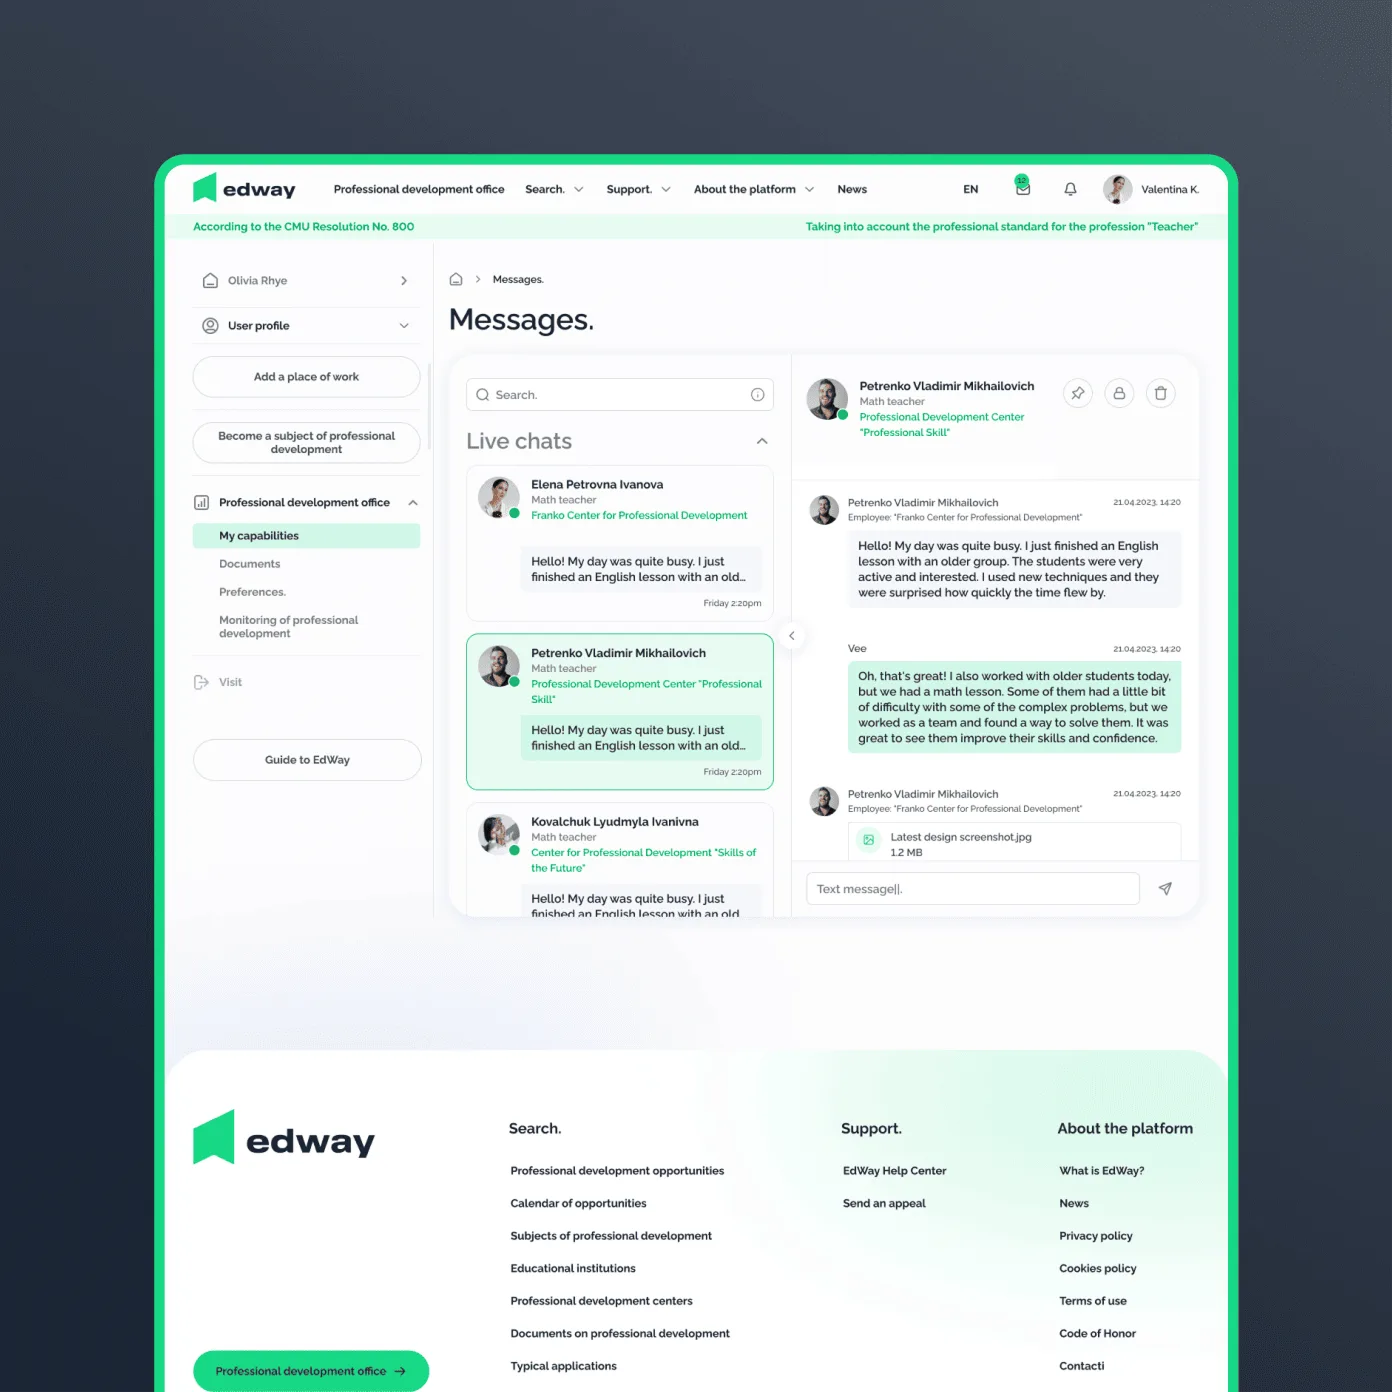 edway
Professional development office
Search.
Support.
About the platform
News
EN
12
Valentina K.
According to the CMU Resolution No. 800
Taking into account the professional standard for the profession "Teacher"
Olivia Rhye
User profile
Add a place of work
Become a subject of professional
development
Professional development office
My capabilities
Documents
Preferences.
Monitoring of professional
development
Visit
Guide to EdWay
Messages.
Messages.
Search.
Live chats
Elena Petrovna Ivanova
Math teacher
Franko Center for Professional Development
Hello! My day was quite busy. I just
finished an English lesson with an old...
Friday 2:20pm
Petrenko Vladimir Mikhailovich
Math teacher
Professional Development Center "Professional
Skill"
Hello! My day was quite busy. I just
finished an English lesson with an old...
Friday 2:20pm
Kovalchuk Lyudmyla Ivanivna
Math teacher
Center for Professional Development "Skills of
the Future"
Hello! My day was quite busy. I just
finished an English lesson with an old
Petrenko Vladimir Mikhailovich
Math teacher
Professional Development Center
"Professional Skill"
Petrenko Vladimir Mikhailovich
21.04.2023, 14:20
Employee: "Franko Center for Professional Development"
Hello! My day was quite busy. I just finished an English
lesson with an older group. The students were very
active and interested. I used new techniques and they
were surprised how quickly the time flew by.
Vee
21.04.2023, 14:20
Oh, that's great! I also worked with older students today,
but we had a math lesson. Some of them had a little bit
of difficulty with some of the complex problems, but we
worked as a team and found a way to solve them. It was
great to see them improve their skills and confidence.
Petrenko Vladimir Mikhailovich
21.04.2023, 14:20
Employee: "Franko Center for Professional Development"
Latest design screenshot.jpg
1.2 MB
Text message||.
edway
Professional development office
Search.
Professional development opportunities
Calendar of opportunities
Subjects of professional development
Educational institutions
Professional development centers
Documents on professional development
Typical applications
Support.
EdWay Help Center
Send an appeal
About the platform
What is EdWay?
News
Privacy policy
Cookies policy
Terms of use
Code of Honor
Contacti